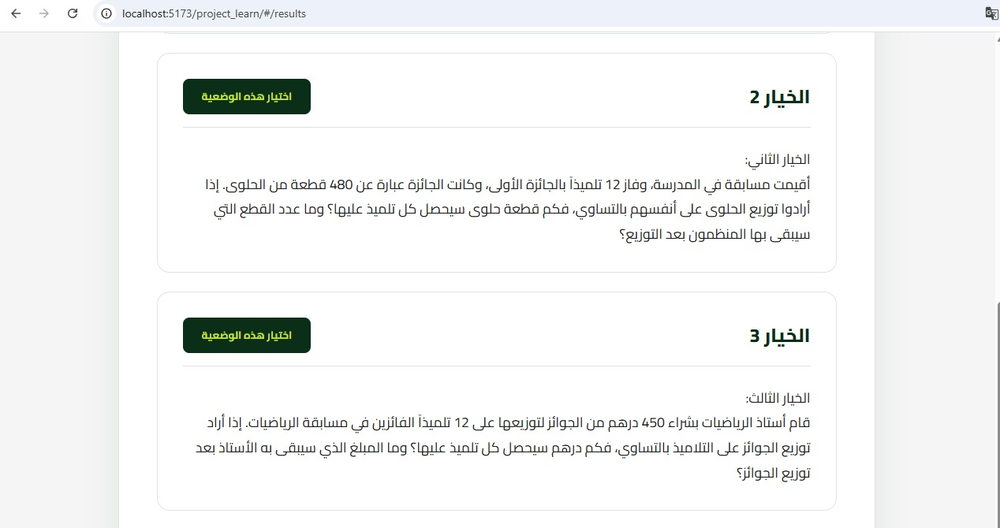 localhost:5173/project_learn/#/results
الخيار 2
اختيار هذه الوضعية
الخيار الثاني:
أقيمت مسابقة في المدرسة، وفاز 12 تلميذاً بالجائزة الأولى، وكانت الجائزة عبارة عن 480 قطعة من الحلوى. إذا
أرادوا توزيع الحلوى على أنفسهم بالتساوي، فكم قطعة حلوى سيحصل كل تلميذ عليها؟ وما عدد القطع التي
سيبقى بها المنظمون بعد التوزيع؟
الخيار 3
اختيار هذه الوضعية
الخيار الثالث:
قام أستاذ الرياضيات بشراء 450 درهم من الجوائز لتوزيعها على 12 تلميذاً الفائزين في مسابقة الرياضيات. إذا أراد
توزيع الجوائز على التلاميذ بالتساوي، فكم درهم سيحصل كل تلميذ عليها؟ وما المبلغ الذي سيبقى به الأستاذ بعد
توزيع الجوائز؟